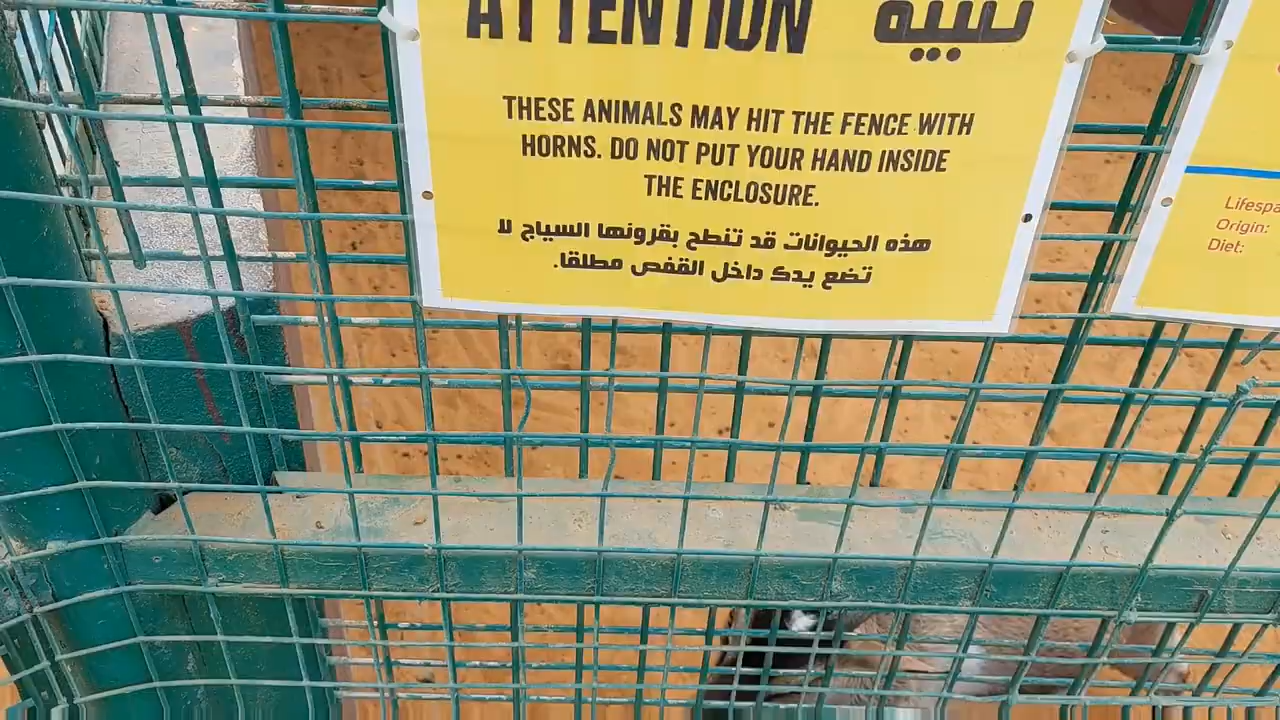 ATTENTION
تنبيه
THESE ANIMALS MAY HIT THE FENCE WITH
HORNS. DO NOT PUT YOUR HAND INSIDE
THE ENCLOSURE.
هذه الحيوانات قد تنطح بقرونها السياج لا
تضع يدك داخل القفص مطلقا.
Origin:
Diet: